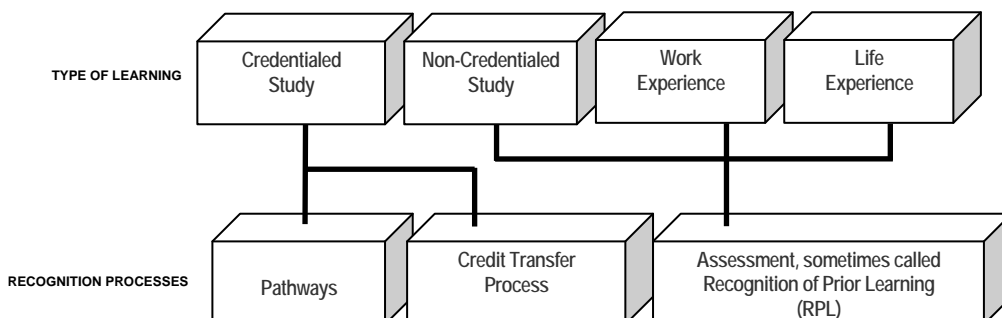 TYPE OF LEARNING
Credentialed
Study
Non-Credentialed
Study
Work
Experience
Life
Experience
RECOGNITION PROCESSES
Pathways
Credit Transfer
Process
Assessment, sometimes called
Recognition of Prior Learning
(RPL)